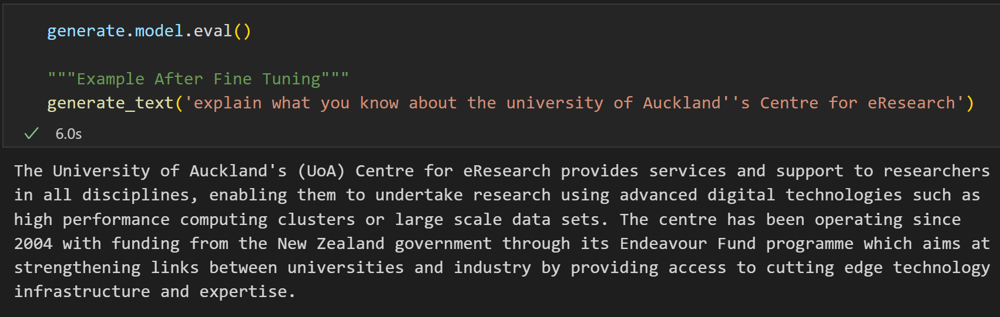 generate.model.eval()
"""Example After Fine Tuning"""
generate_text('explain what you know about the university of Auckland''s Centre for eResearch')
6.0s
The University of Auckland's (UoA) Centre for eResearch provides services and support to researchers
in all disciplines, enabling them to undertake research using advanced digital technologies such as
high performance computing clusters or large scale data sets. The centre has been operating since
2004 with funding from the New Zealand government through its Endeavour Fund programme which aims at
strengthening links between universities and industry by providing access to cutting edge technology
infrastructure and expertise.